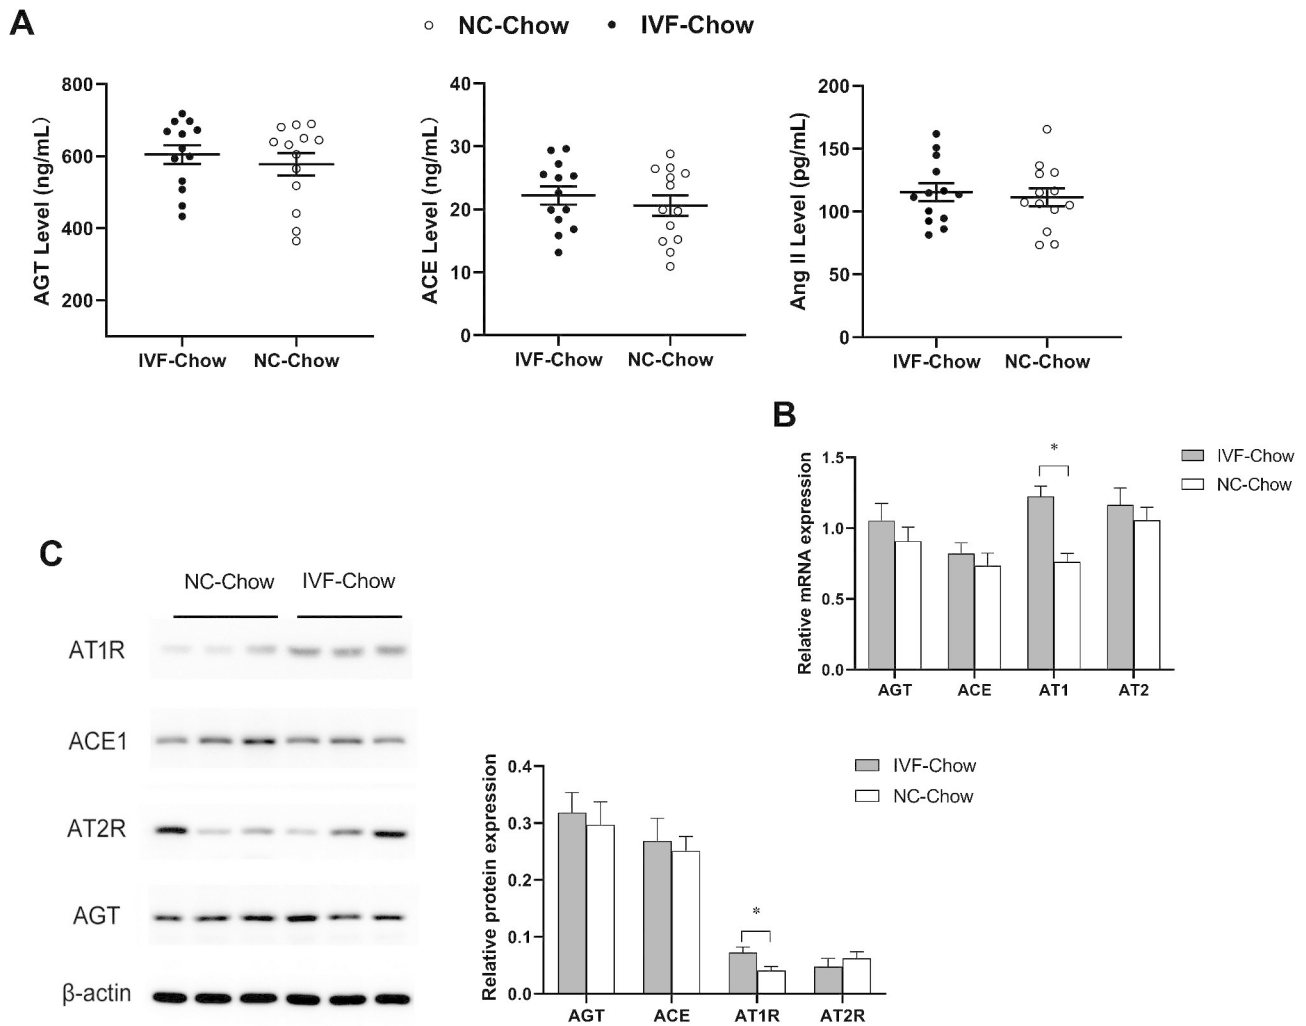 A
NC-Chow
IVF-Chow
AGT Level (ng/mL)
800
600
400
200
IVF-Chow
NC-Chow
ACE Level (ng/mL)
40
30
20
10
0
IVF-Chow
NC-Chow
Ang II Level (pg/mL)
200
150
100
50
0
IVF-Chow
NC-Chow
B
Relative mRNA expression
1.5
1.0
0.5
0.0
*
AGT
ACE
AT1
AT2
IVF-Chow
NC-Chow
C
NC-Chow
IVF-Chow
AT1R
ACE1
AT2R
AGT
β-actin
Relative protein expression
0.4
0.3
0.2
0.1
0.0
*
AGT
ACE
AT1R
AT2R
IVF-Chow
NC-Chow